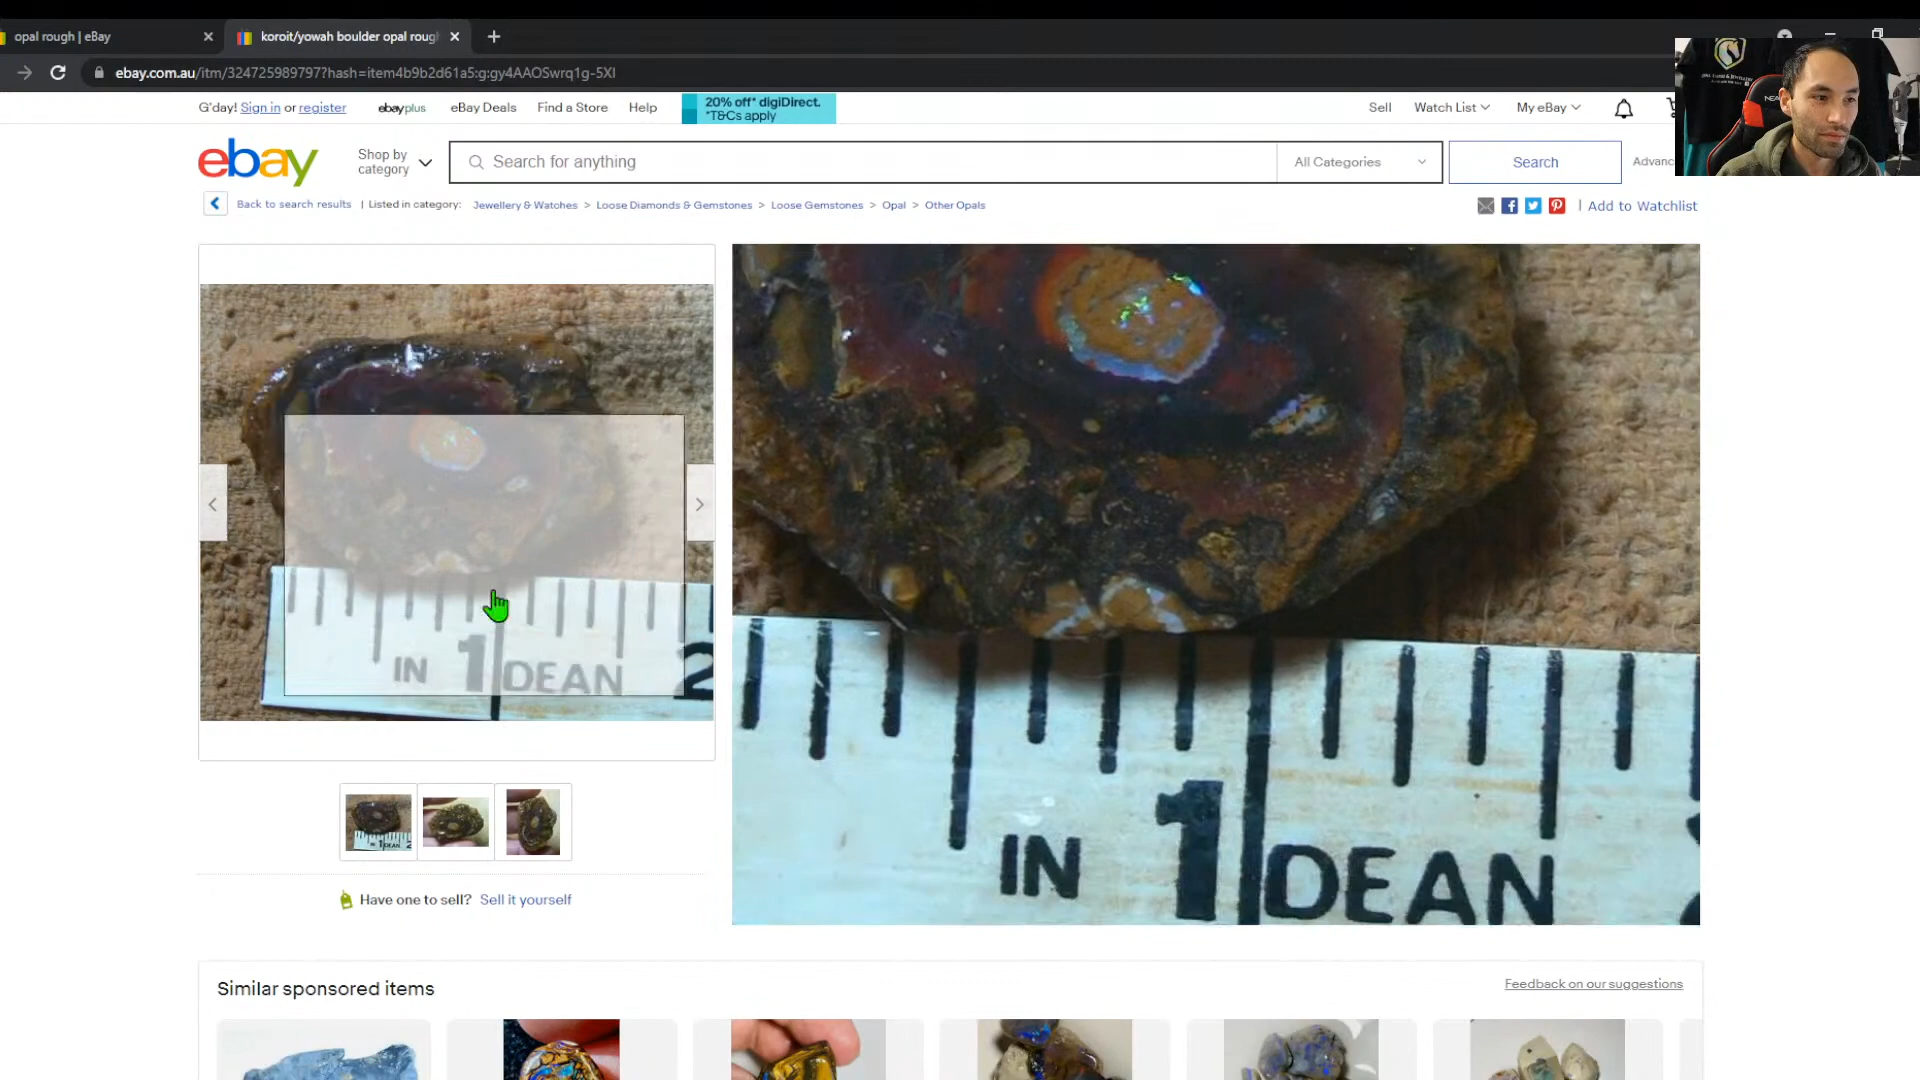 opal rough | eBay
koroit/yowah boulder opal roug
ebay.com.au/itm/324725989797?hash=item4b9b2d61a5:g:gy4AAOSwrq1g-5XI
G'day! Sign in or register
ebayplus
eBay Deals
Find a Store
Help
20% off* digiDirect.
*T&Cs apply
Sell
Watch List
My eBay
ebay
Shop by
category
Search for anything
All Categories
Search
Advanc
Back to search results | Listed in category: Jewellery & Watches > Loose Diamonds & Gemstones > Loose Gemstones > Opal > Other Opals
| Add to Watchlist
IN 1 DEAN 2
IN 1 DEAN
Have one to sell? Sell it yourself
Similar sponsored items
Feedback on our suggestions